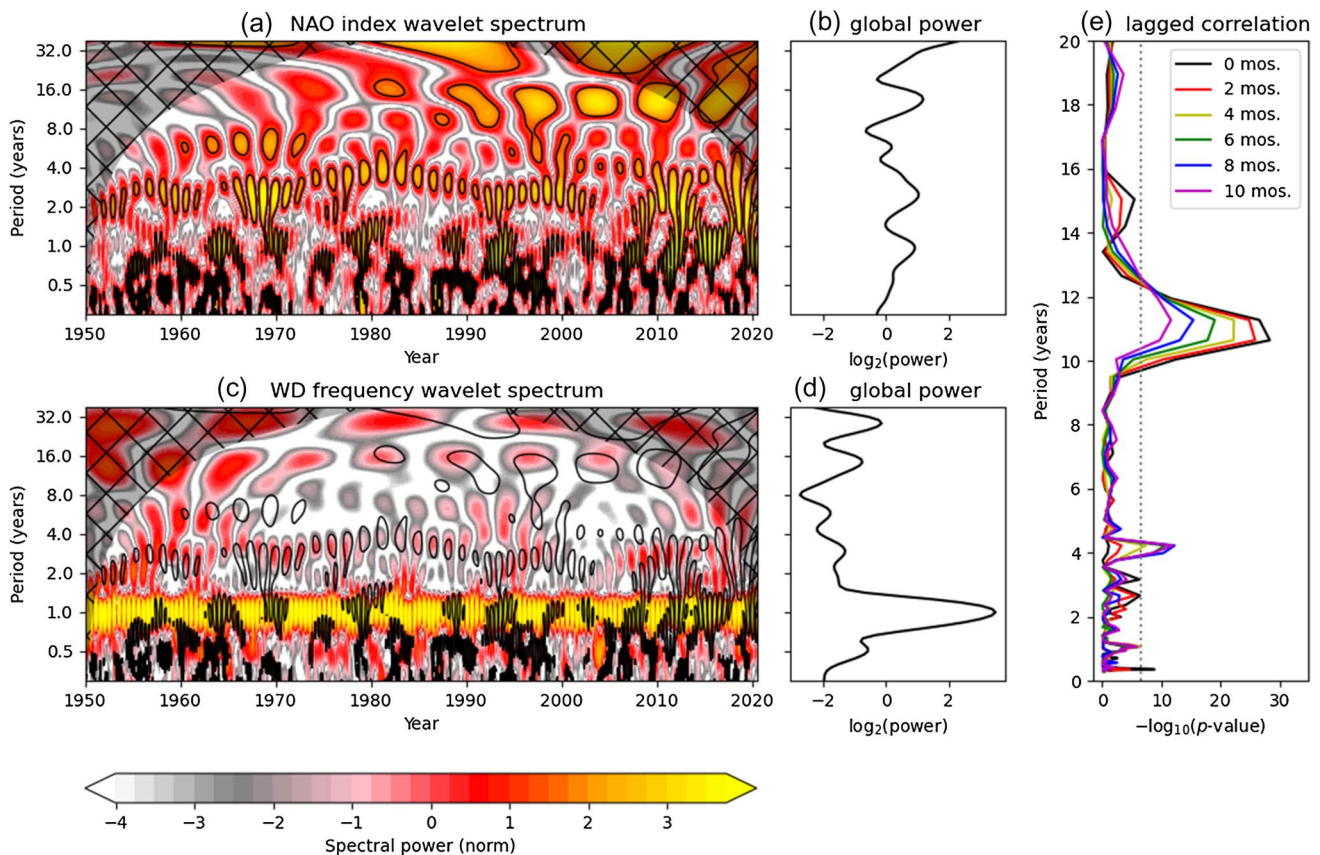 (a) NAO index wavelet spectrum
Period (years)
32.0
16.0
8.0
4.0
2.0
1.0
0.5
1950 1960 1970 1980 1990 2000 2010 2020
Year
(b) global power
−2 0 2
log₂(power)
(c) WD frequency wavelet spectrum
Period (years)
32.0
16.0
8.0
4.0
2.0
1.0
0.5
1950 1960 1970 1980 1990 2000 2010 2020
Year
(d) global power
−2 0 2
log₂(power)
(e) lagged correlation
Period (years)
20
18
16
14
12
10
8
6
4
2
0
0 mos.
2 mos.
4 mos.
6 mos.
8 mos.
10 mos.
0 10 20 30
−log₁₀(p-value)
−4 −3 −2 −1 0 1 2 3
Spectral power (norm)